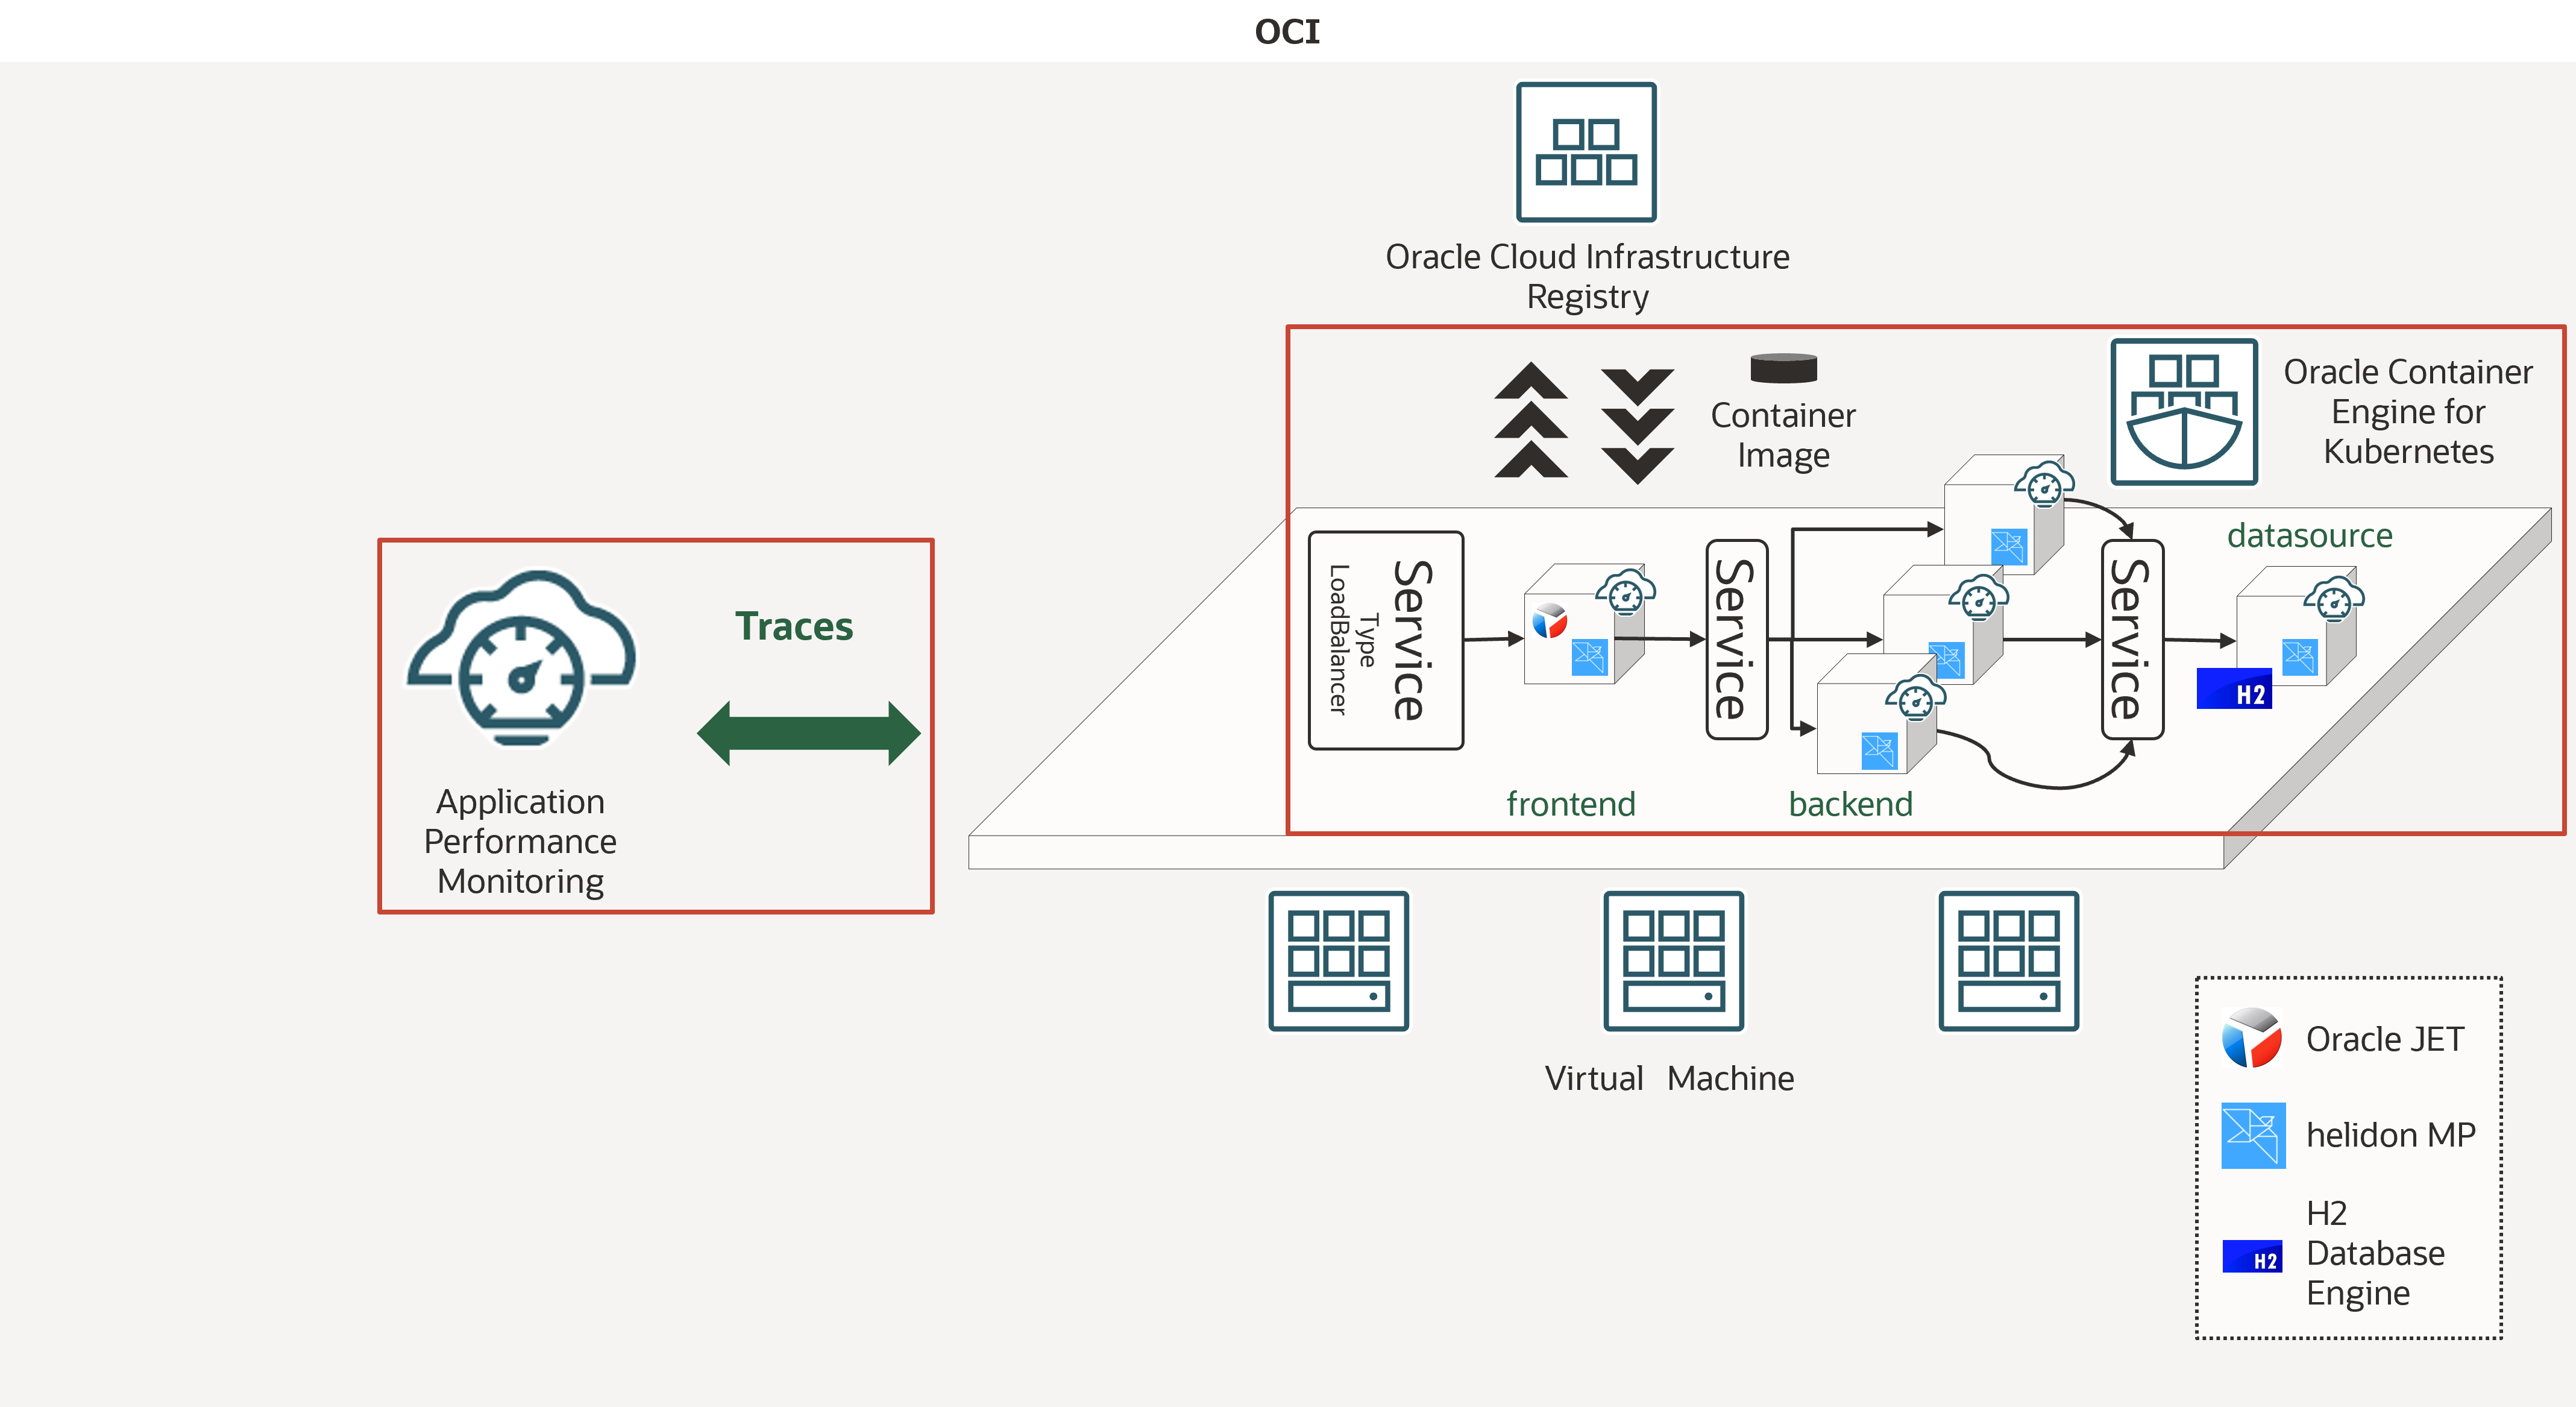 OCI
Oracle Cloud Infrastructure
Registry
Container
Image
Oracle Container
Engine for
Kubernetes
Application
Performance
Monitoring
Traces
Service
Type
LoadBalancer
Service
Service
datasource
H2
frontend
backend
Virtual Machine
Oracle JET
helidon MP
H2
H2
Database
Engine